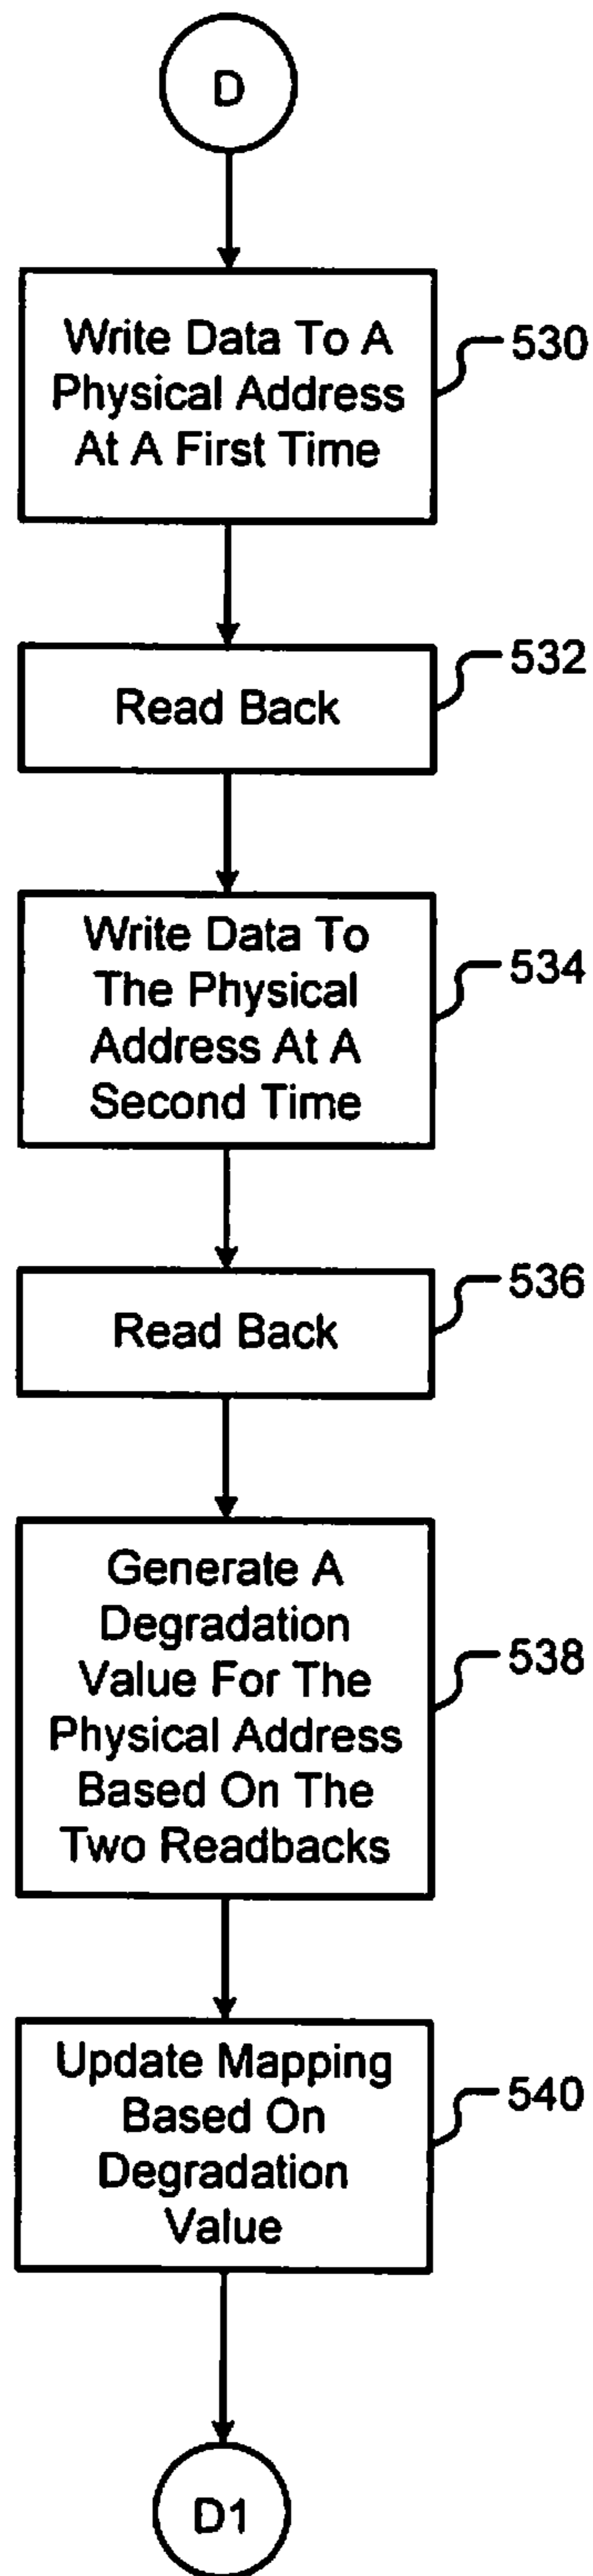 D
Write Data To A
Physical Address
At A First Time
530
Read Back
532
Write Data To
The Physical
Address At A
Second Time
534
Read Back
536
Generate A
Degradation
Value For The
Physical Address
Based On The
Two Readbacks
538
Update Mapping
Based On
Degradation
Value
540
D1